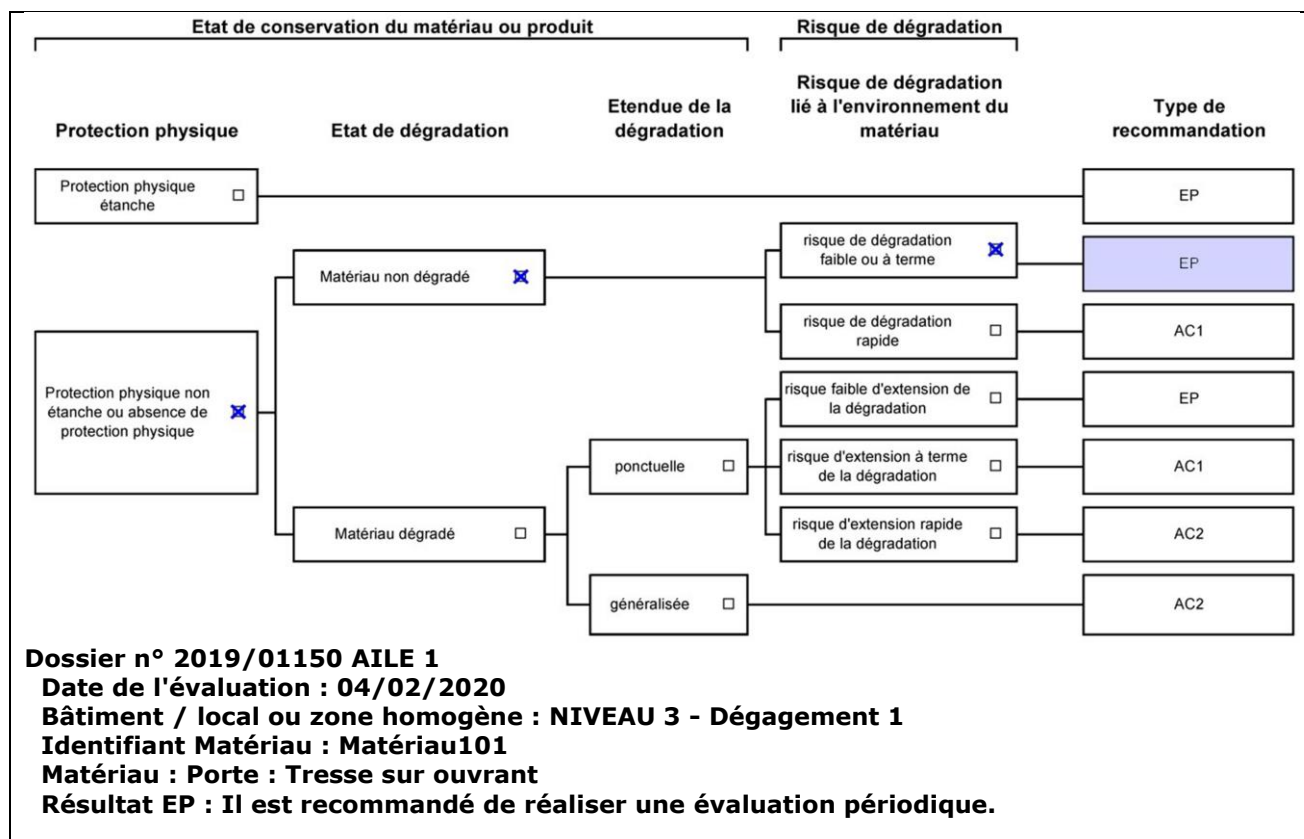 Etat de conservation du matériau ou produit
Risque de dégradation
Protection physique
Etat de dégradation
Etendue de la
dégradation
Risque de dégradation
lié à l'environnement du
matériau
Type de
recommandation
Protection physique
étanche
EP
Protection physique non
étanche ou absence de
protection physique
Matériau non dégradé
risque de dégradation
faible ou à terme
EP
risque de dégradation
rapide
AC1
Matériau dégradé
ponctuelle
risque faible d'extension de
la dégradation
EP
risque d'extension à terme
de la dégradation
AC1
risque d'extension rapide
de la dégradation
AC2
généralisée
AC2
Dossier n° 2019/01150 AILE 1
Date de l'évaluation : 04/02/2020
Bâtiment / local ou zone homogène : NIVEAU 3 - Dégagement 1
Identifiant Matériau : Matériau101
Matériau : Porte : Tresse sur ouvrant
Résultat EP : Il est recommandé de réaliser une évaluation périodique.